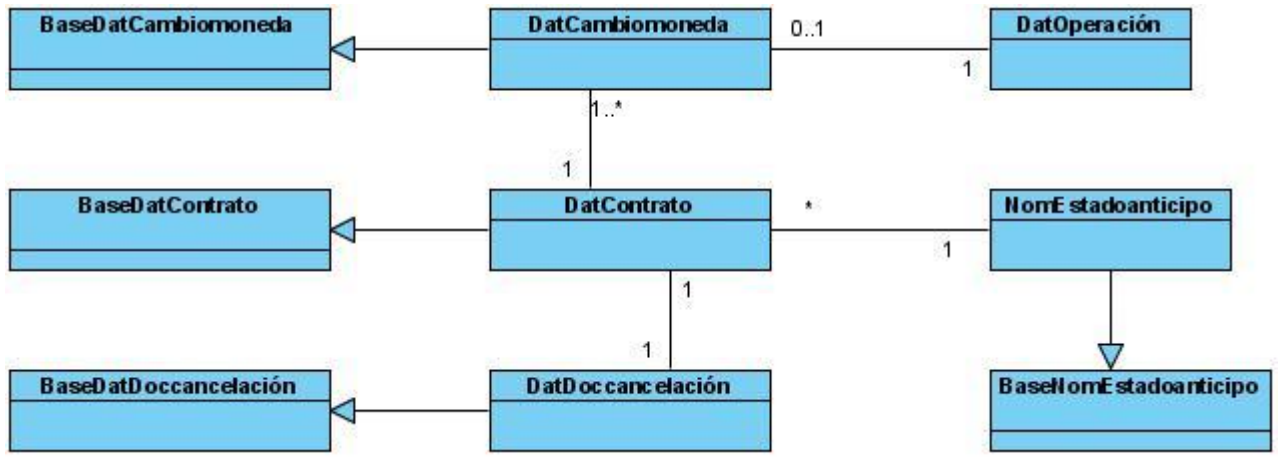 BaseDatCambiomoneda
DatCambiomoneda
0..1
1
DatOperación
1..*
1
BaseDatContrato
DatContrato
*
1
NomEstadoanticipo
1
1
BaseDatDoccancelación
DatDoccancelación
BaseNomEstadoanticipo